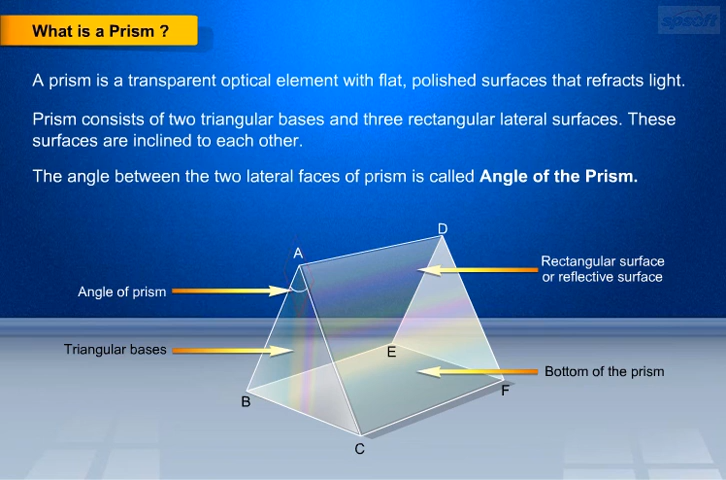 spsoft
What is a Prism ?
A prism is a transparent optical element with flat, polished surfaces that refracts light.
Prism consists of two triangular bases and three rectangular lateral surfaces. These
surfaces are inclined to each other.
The angle between the two lateral faces of prism is called Angle of the Prism.
D
A
Rectangular surface
or reflective surface
Angle of prism
Triangular bases
E
Bottom of the prism
F
B
C